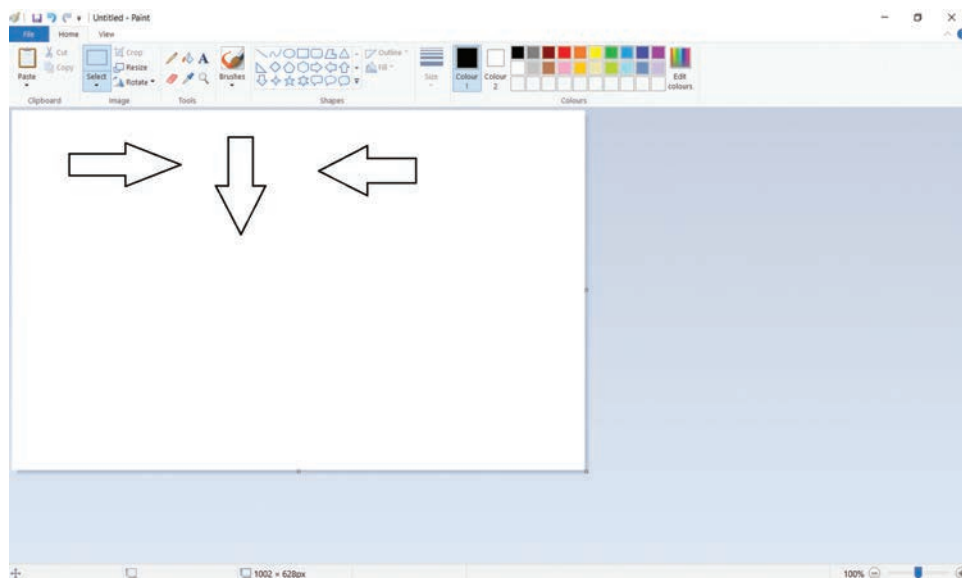 Untitled - Paint
File Home View
Paste
Cut
Copy
Clipboard
Select
Crop
Resize
Rotate
Image
A
Tools
Brushes
Shapes
Outline
Fill
Size
Colour 1
Colour 2
Edit colours
Colours
1002 × 628px
100%